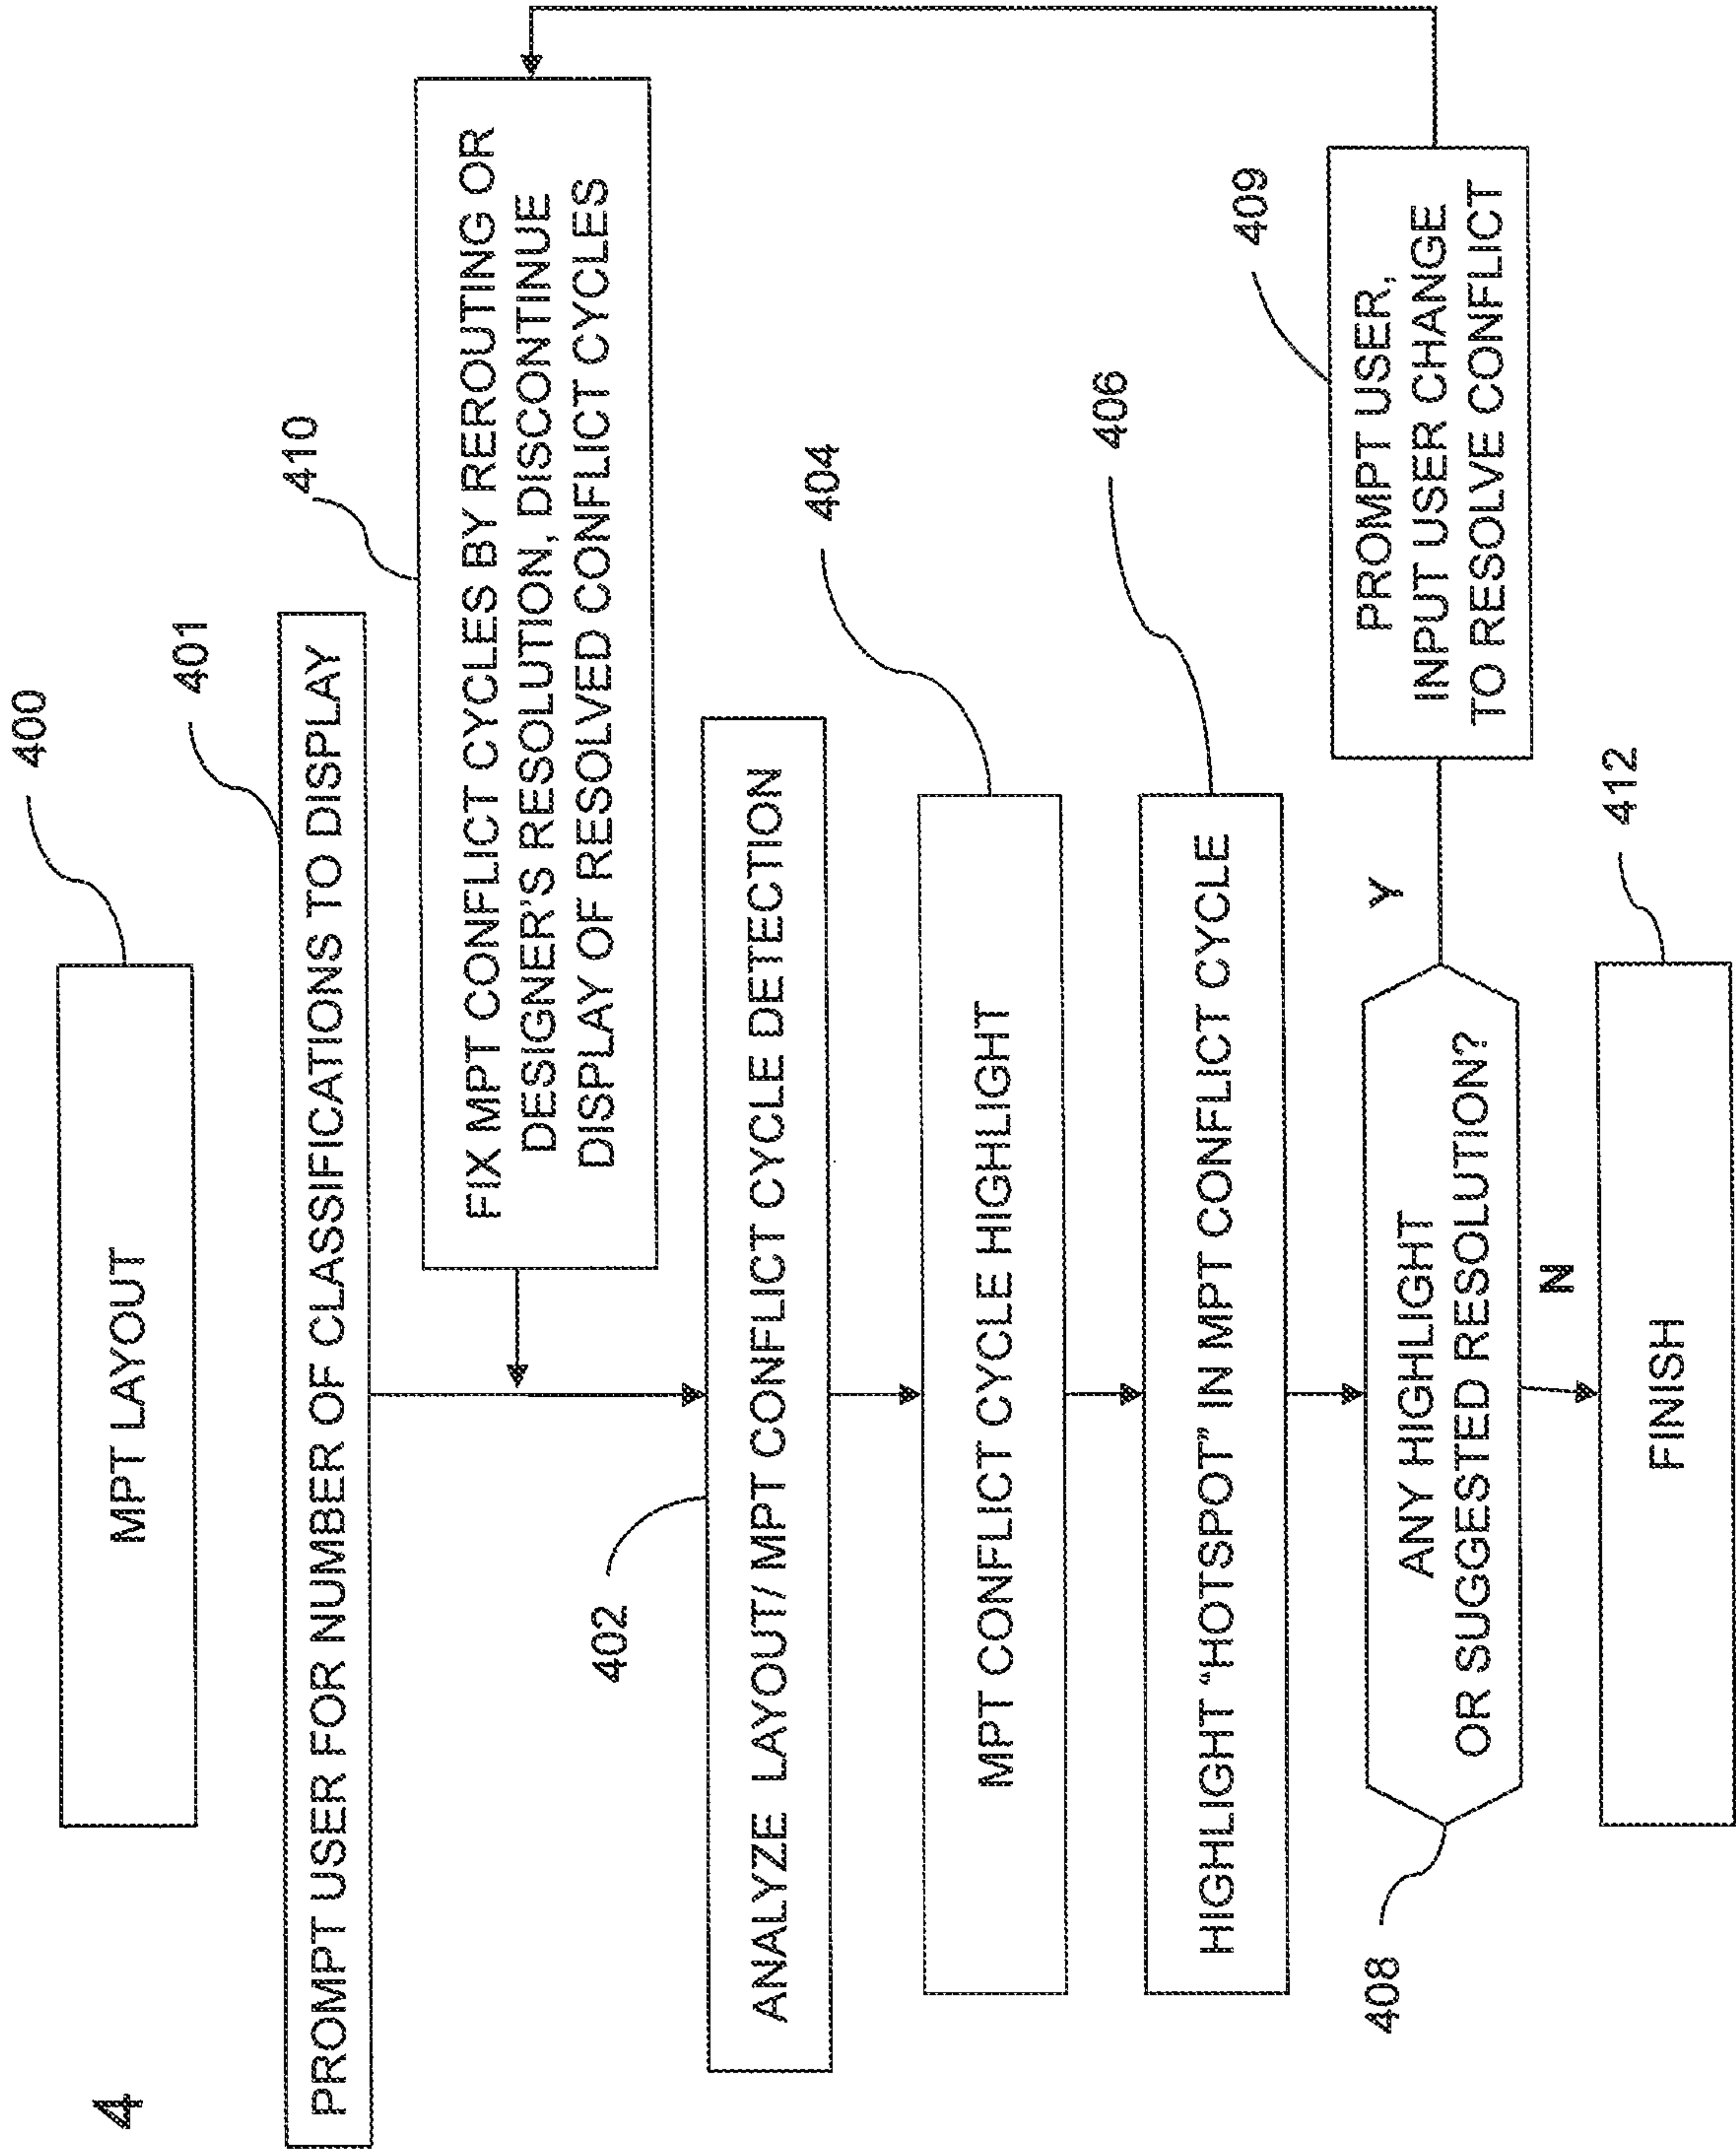 4
400
MPT LAYOUT
401
PROMPT USER FOR NUMBER OF CLASSIFICATIONS TO DISPLAY
410
FIX MPT CONFLICT CYCLES BY REROUTING OR
DESIGNER'S RESOLUTION, DISCONTINUE
DISPLAY OF RESOLVED CONFLICT CYCLES
402
ANALYZE LAYOUT/ MPT CONFLICT CYCLE DETECTION
404
MPT CONFLICT CYCLE HIGHLIGHT
406
HIGHLIGHT “HOTSPOT” IN MPT CONFLICT CYCLE
408
ANY HIGHLIGHT
OR SUGGESTED RESOLUTION?
Y
409
PROMPT USER,
INPUT USER CHANGE
TO RESOLVE CONFLICT
N
412
FINISH